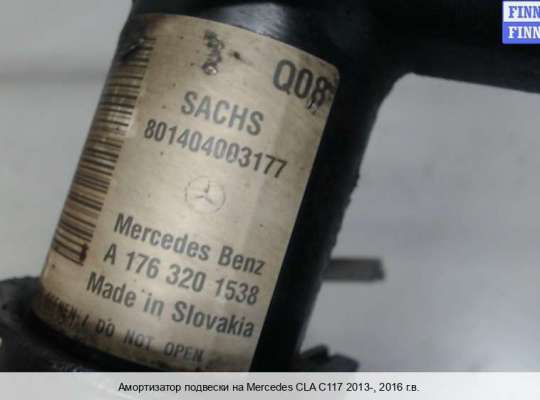 FINN
FINN
Q08
SACHS
801404003177
Mercedes Benz
A 176 320 1538
Made in Slovakia
/ DO NOT OPEN
Амортизатор подвески на Mercedes CLA C117 2013-, 2016 г.в.